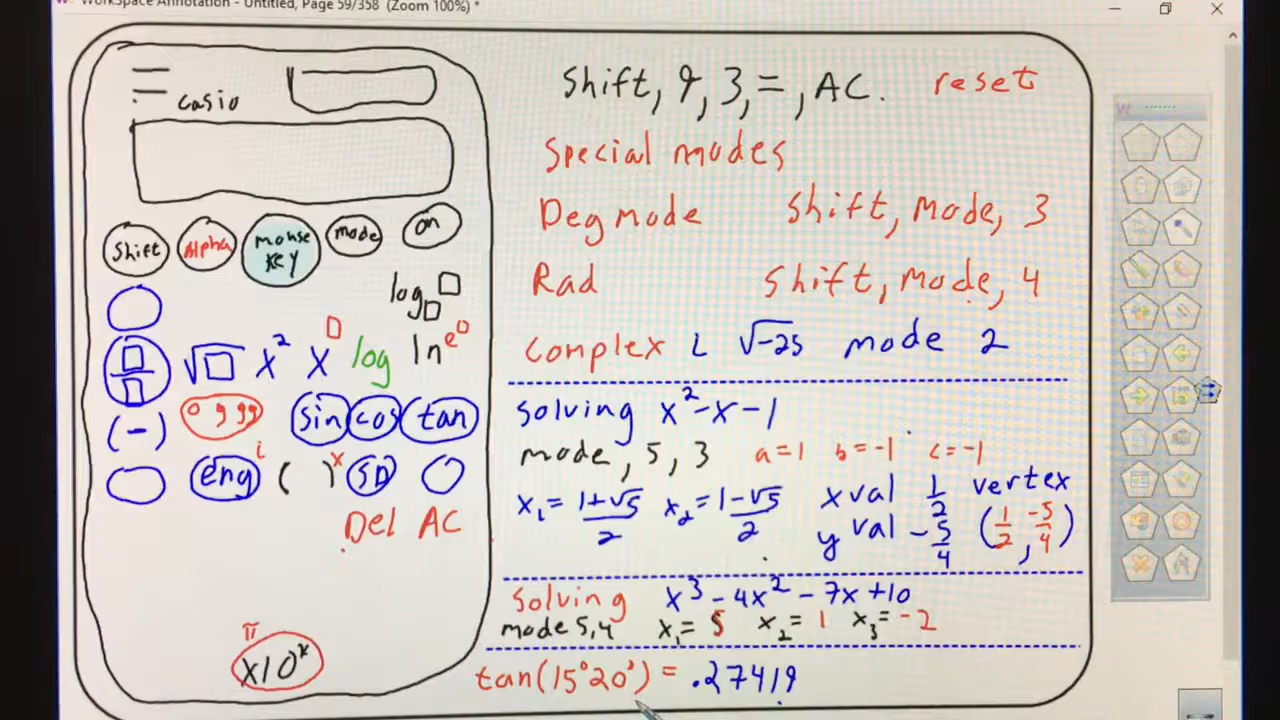 WorkSpace Annotation - Untitled, Page 59/358 (Zoom 100%) *
Casio
Shift Alpha mouse key mode on
log□□
□/□ √□ x² x^□ log ln e^□
(-) ° , ,, sin cos tan
eng i ( ) x SD
Del AC
π
x10^x
Shift, 9, 3, =, AC. reset
Special modes
Deg mode Shift, Mode, 3
Rad Shift, mode, 4
Complex i √-25 mode 2
Solving x²-x-1
mode, 5, 3 a=1 b=-1 c=-1
x₁=(1+√5)/2 x₂=(1-√5)/2 x val 1/2 vertex
y val -5/4 (1/2, -5/4)
Solving x³-4x²-7x+10
mode 5,4 x₁=5 x₂=1 x₃=-2
tan(15°20') = .27419